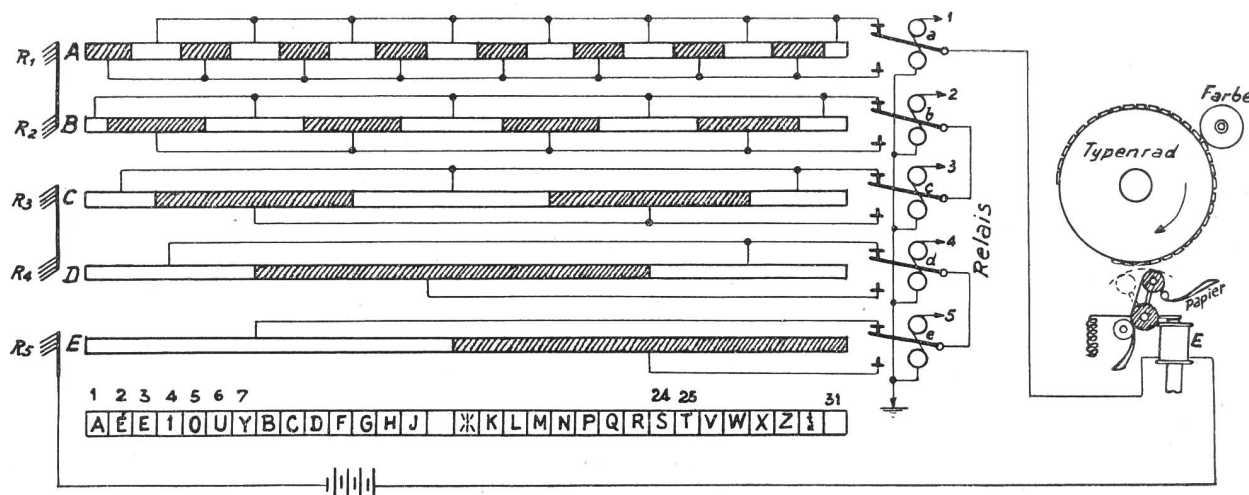 R1 A a 1
R2 B b 2
R3 C c 3
R4 D d 4
R5 E e 5
Relais
Farbe
Typenrad
Papier
E
1 2 3 4 5 6 7 24 25 31
A É E 1 O U Y B C D F G H J Ж K L M N P Q R S T V W X Z